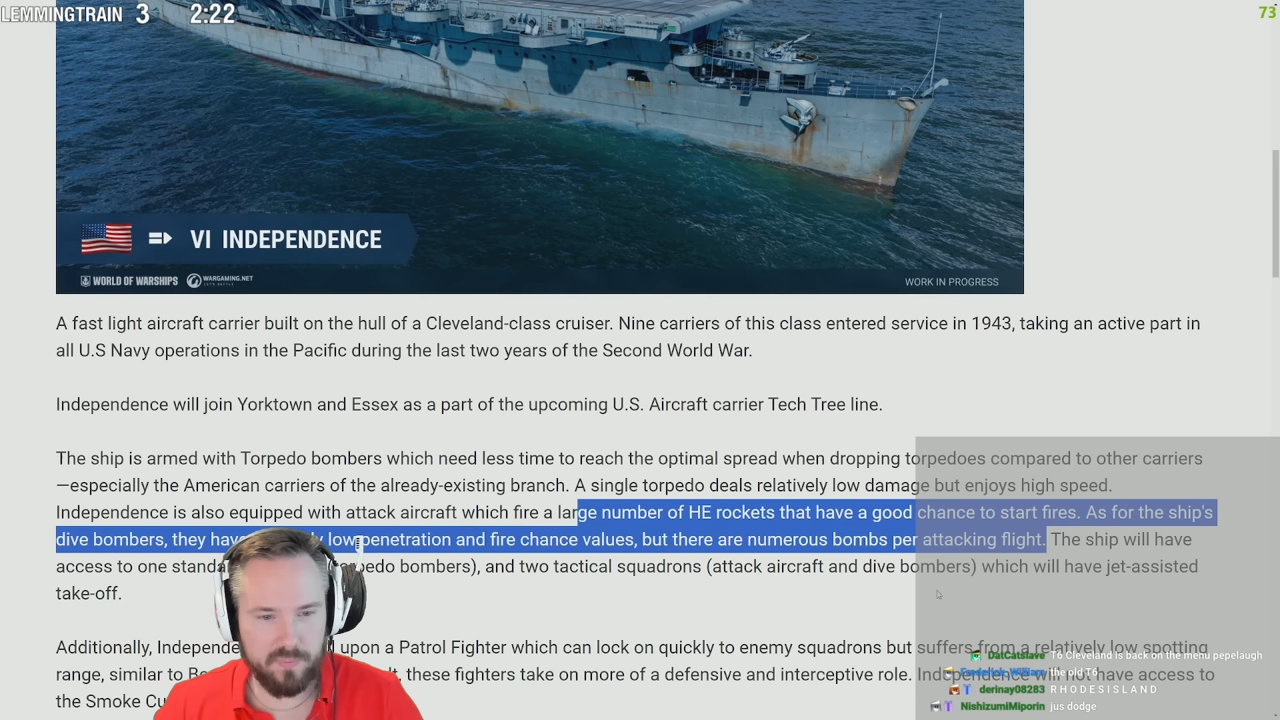 LEMMINGTRAIN 3 2:22
73
VI INDEPENDENCE
WORLD OF WARSHIPS WARGAMING.NET LET'S BATTLE WORK IN PROGRESS
A fast light aircraft carrier built on the hull of a Cleveland-class cruiser. Nine carriers of this class entered service in 1943, taking an active part in
all U.S Navy operations in the Pacific during the last two years of the Second World War.
Independence will join Yorktown and Essex as a part of the upcoming U.S. Aircraft carrier Tech Tree line.
The ship is armed with Torpedo bombers which need less time to reach the optimal spread when dropping torpedoes compared to other carriers
—especially the American carriers of the already-existing branch. A single torpedo deals relatively low damage but enjoys high speed.
Independence is also equipped with attack aircraft which fire a large number of HE rockets that have a good chance to start fires. As for the ship's
dive bombers, they have low penetration and fire chance values, but there are numerous bombs per attacking flight. The ship will have
access to one (torpedo bombers), and two tactical squadrons (attack aircraft and dive bombers) which will have jet-assisted
take-off.
Additionally, upon a Patrol Fighter which can lock on quickly to enemy squadrons but suffers from a relatively low spotting
range, similar to these fighters take on more of a defensive and interceptive role. Independence will not have access to
the Smoke
DatCatslave T6 Cleveland is back on the menu pepelaugh
the old T6
derinay08283 R H O D E S I S L A N D
NishizumiMiporin jus dodge